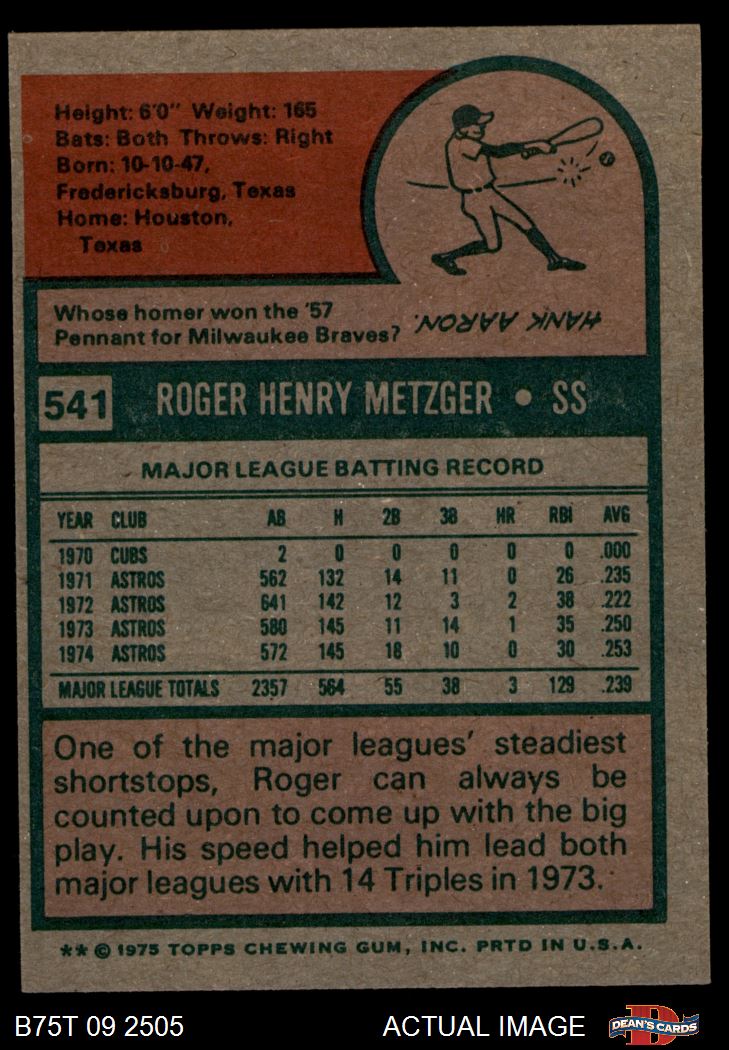 Height: 6'0" Weight: 165
Bats: Both Throws: Right
Born: 10-10-47,
Fredericksburg, Texas
Home: Houston,
Texas
Whose homer won the '57
Pennant for Milwaukee Braves?
HANK AARON.
541 ROGER HENRY METZGER • SS
MAJOR LEAGUE BATTING RECORD
YEAR CLUB AB H 2B 3B HR RBI AVG
1970 CUBS 2 0 0 0 0 0 .000
1971 ASTROS 562 132 14 11 0 26 .235
1972 ASTROS 641 142 12 3 2 38 .222
1973 ASTROS 580 145 11 14 1 35 .250
1974 ASTROS 572 145 18 10 0 30 .253
MAJOR LEAGUE TOTALS 2357 564 55 38 3 129 .239
One of the major leagues' steadiest
shortstops, Roger can always be
counted upon to come up with the big
play. His speed helped him lead both
major leagues with 14 Triples in 1973.
** © 1975 TOPPS CHEWING GUM, INC. PRTD IN U.S.A.
B75T 09 2505 ACTUAL IMAGE DEAN'S CARDS